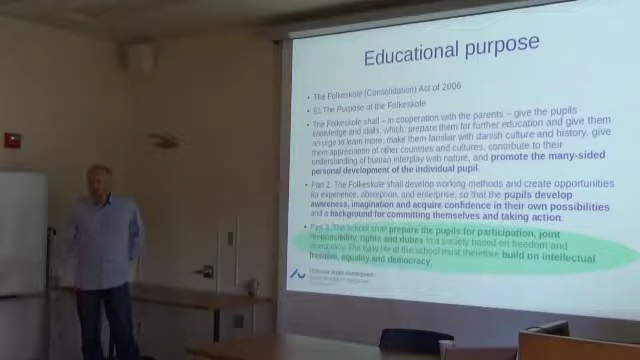 Educational purpose
• The Folkeskole (Consolidation) Act of 2006
• §1 The Purpose of the Folkeskole
• The Folkeskole shall – in cooperation with the parents – give the pupils
knowledge and skills, which: prepare them for further education and give them
an urge to learn more, make them familiar with danish culture and history, give
them appreciation of other countries and cultures, contribute to their
understanding of human interplay with nature, and promote the many-sided
personal development of the individual pupil.
• Part 2. The Folkeskole shall develop working methods and create opportunities
for experience, absorption, and enterprise, so that the pupils develop
awareness, imagination and acquire confidence in their own possibilities
and a background for committing themselves and taking action.
• Part 3. The school shall prepare the pupils for participation, joint
responsibility, rights and duties in a society based on freedom and
democracy. The daily life of the school must therefore build on intellectual
freedom, equality and democracy.